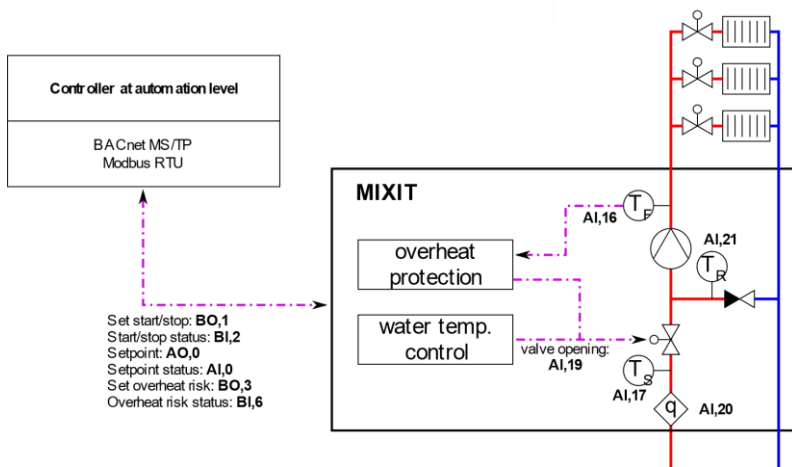 Controller at automation level
BACnet MS/TP
Modbus RTU
MIXIT
T F
AI,16
AI,21
T R
overheat
protection
water temp.
control
valve opening:
AI,19
T S
AI,17
q
AI,20
Set start/stop: BO,1
Start/stop status: BI,2
Setpoint: AO,0
Setpoint status: AI,0
Set overheat risk: BO,3
Overheat risk status: BI,6